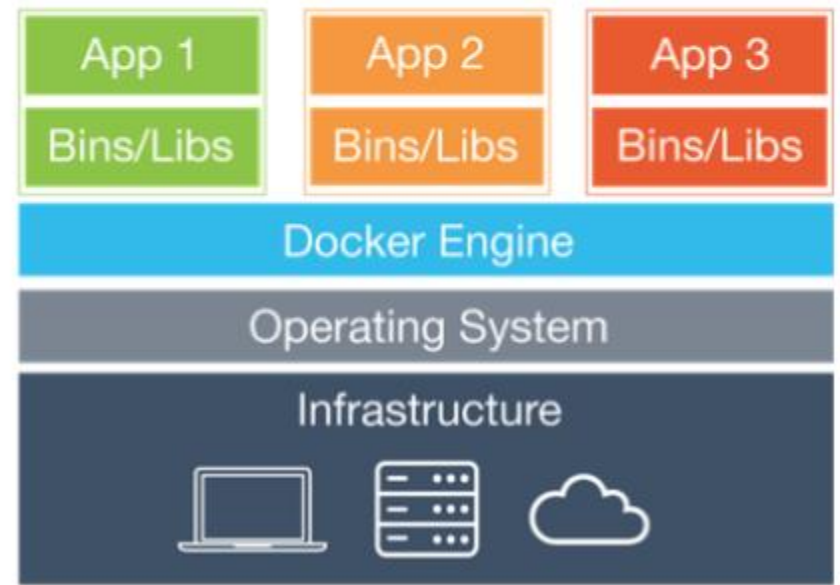 App 1
App 2
App 3
Bins/Libs
Bins/Libs
Bins/Libs
Docker Engine
Operating System
Infrastructure